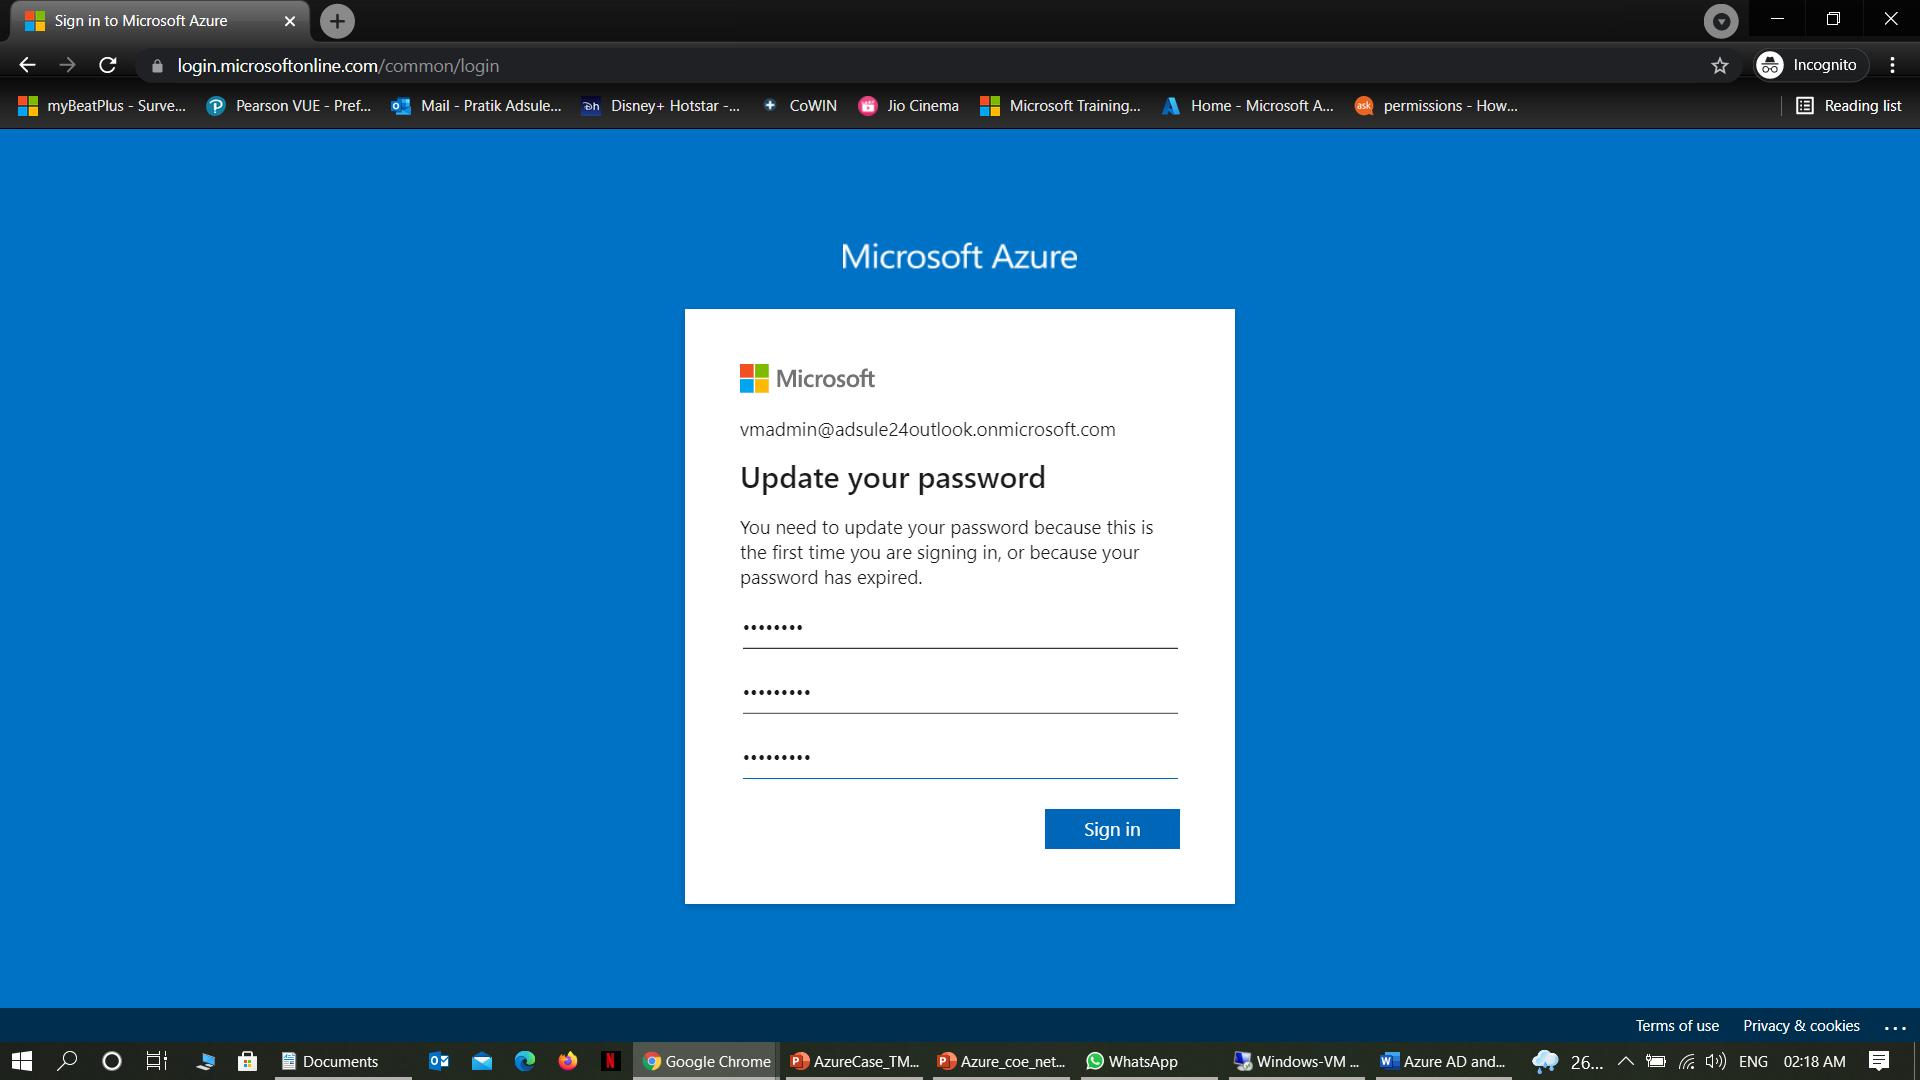 Sign in to Microsoft Azure
login.microsoftonline.com/common/login
Incognito
myBeatPlus - Surve...
Pearson VUE - Pref...
Mail - Pratik Adsule...
Disney+ Hotstar -...
CoWIN
Jio Cinema
Microsoft Training...
Home - Microsoft A...
ask
permissions - How...
Reading list
Microsoft Azure
Microsoft
vmadmin@adsule24outlook.onmicrosoft.com
Update your password
You need to update your password because this is
the first time you are signing in, or because your
password has expired.
••••••••
•••••••••
•••••••••
Sign in
Terms of use
Privacy & cookies
...
Documents
Google Chrome
AzureCase_TM...
Azure_coe_net...
WhatsApp
Windows-VM ...
Azure AD and...
26...
ENG
02:18 AM